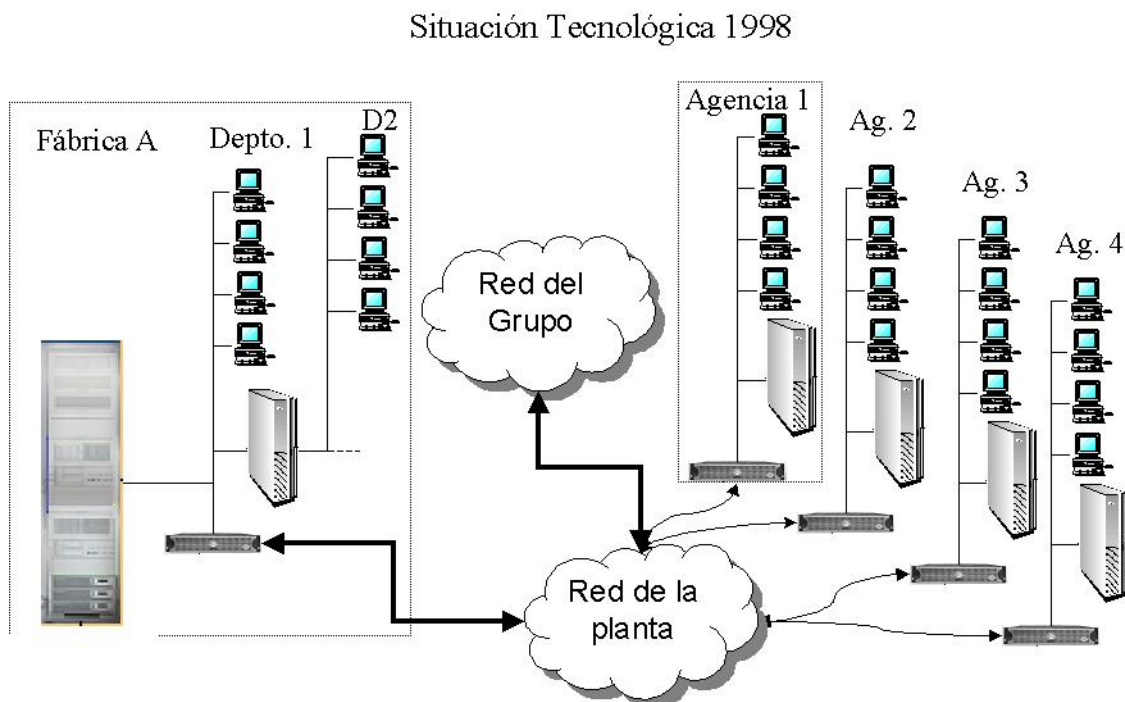 Situación Tecnológica 1998
Fábrica A
Depto. 1
D2
Agencia 1
Ag. 2
Ag. 3
Ag. 4
Red del
Grupo
Red de la
planta